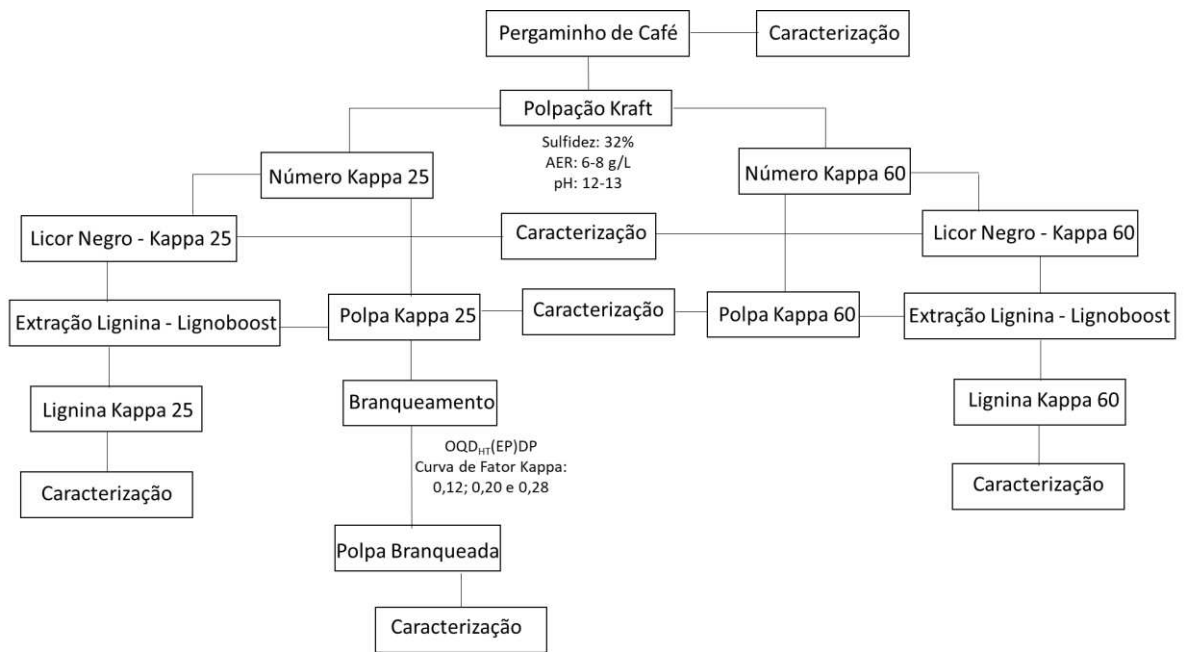 Pergaminho de Café
Caracterização
Polpação Kraft
Sulfidez: 32%
AER: 6-8 g/L
pH: 12-13
Número Kappa 25
Número Kappa 60
Licor Negro - Kappa 25
Caracterização
Licor Negro - Kappa 60
Extração Lignina - Lignoboost
Polpa Kappa 25
Caracterização
Polpa Kappa 60
Extração Lignina - Lignoboost
Lignina Kappa 25
Branqueamento
Lignina Kappa 60
OQD_HT(EP)DP
Curva de Fator Kappa:
0,12; 0,20 e 0,28
Caracterização
Caracterização
Polpa Branqueada
Caracterização